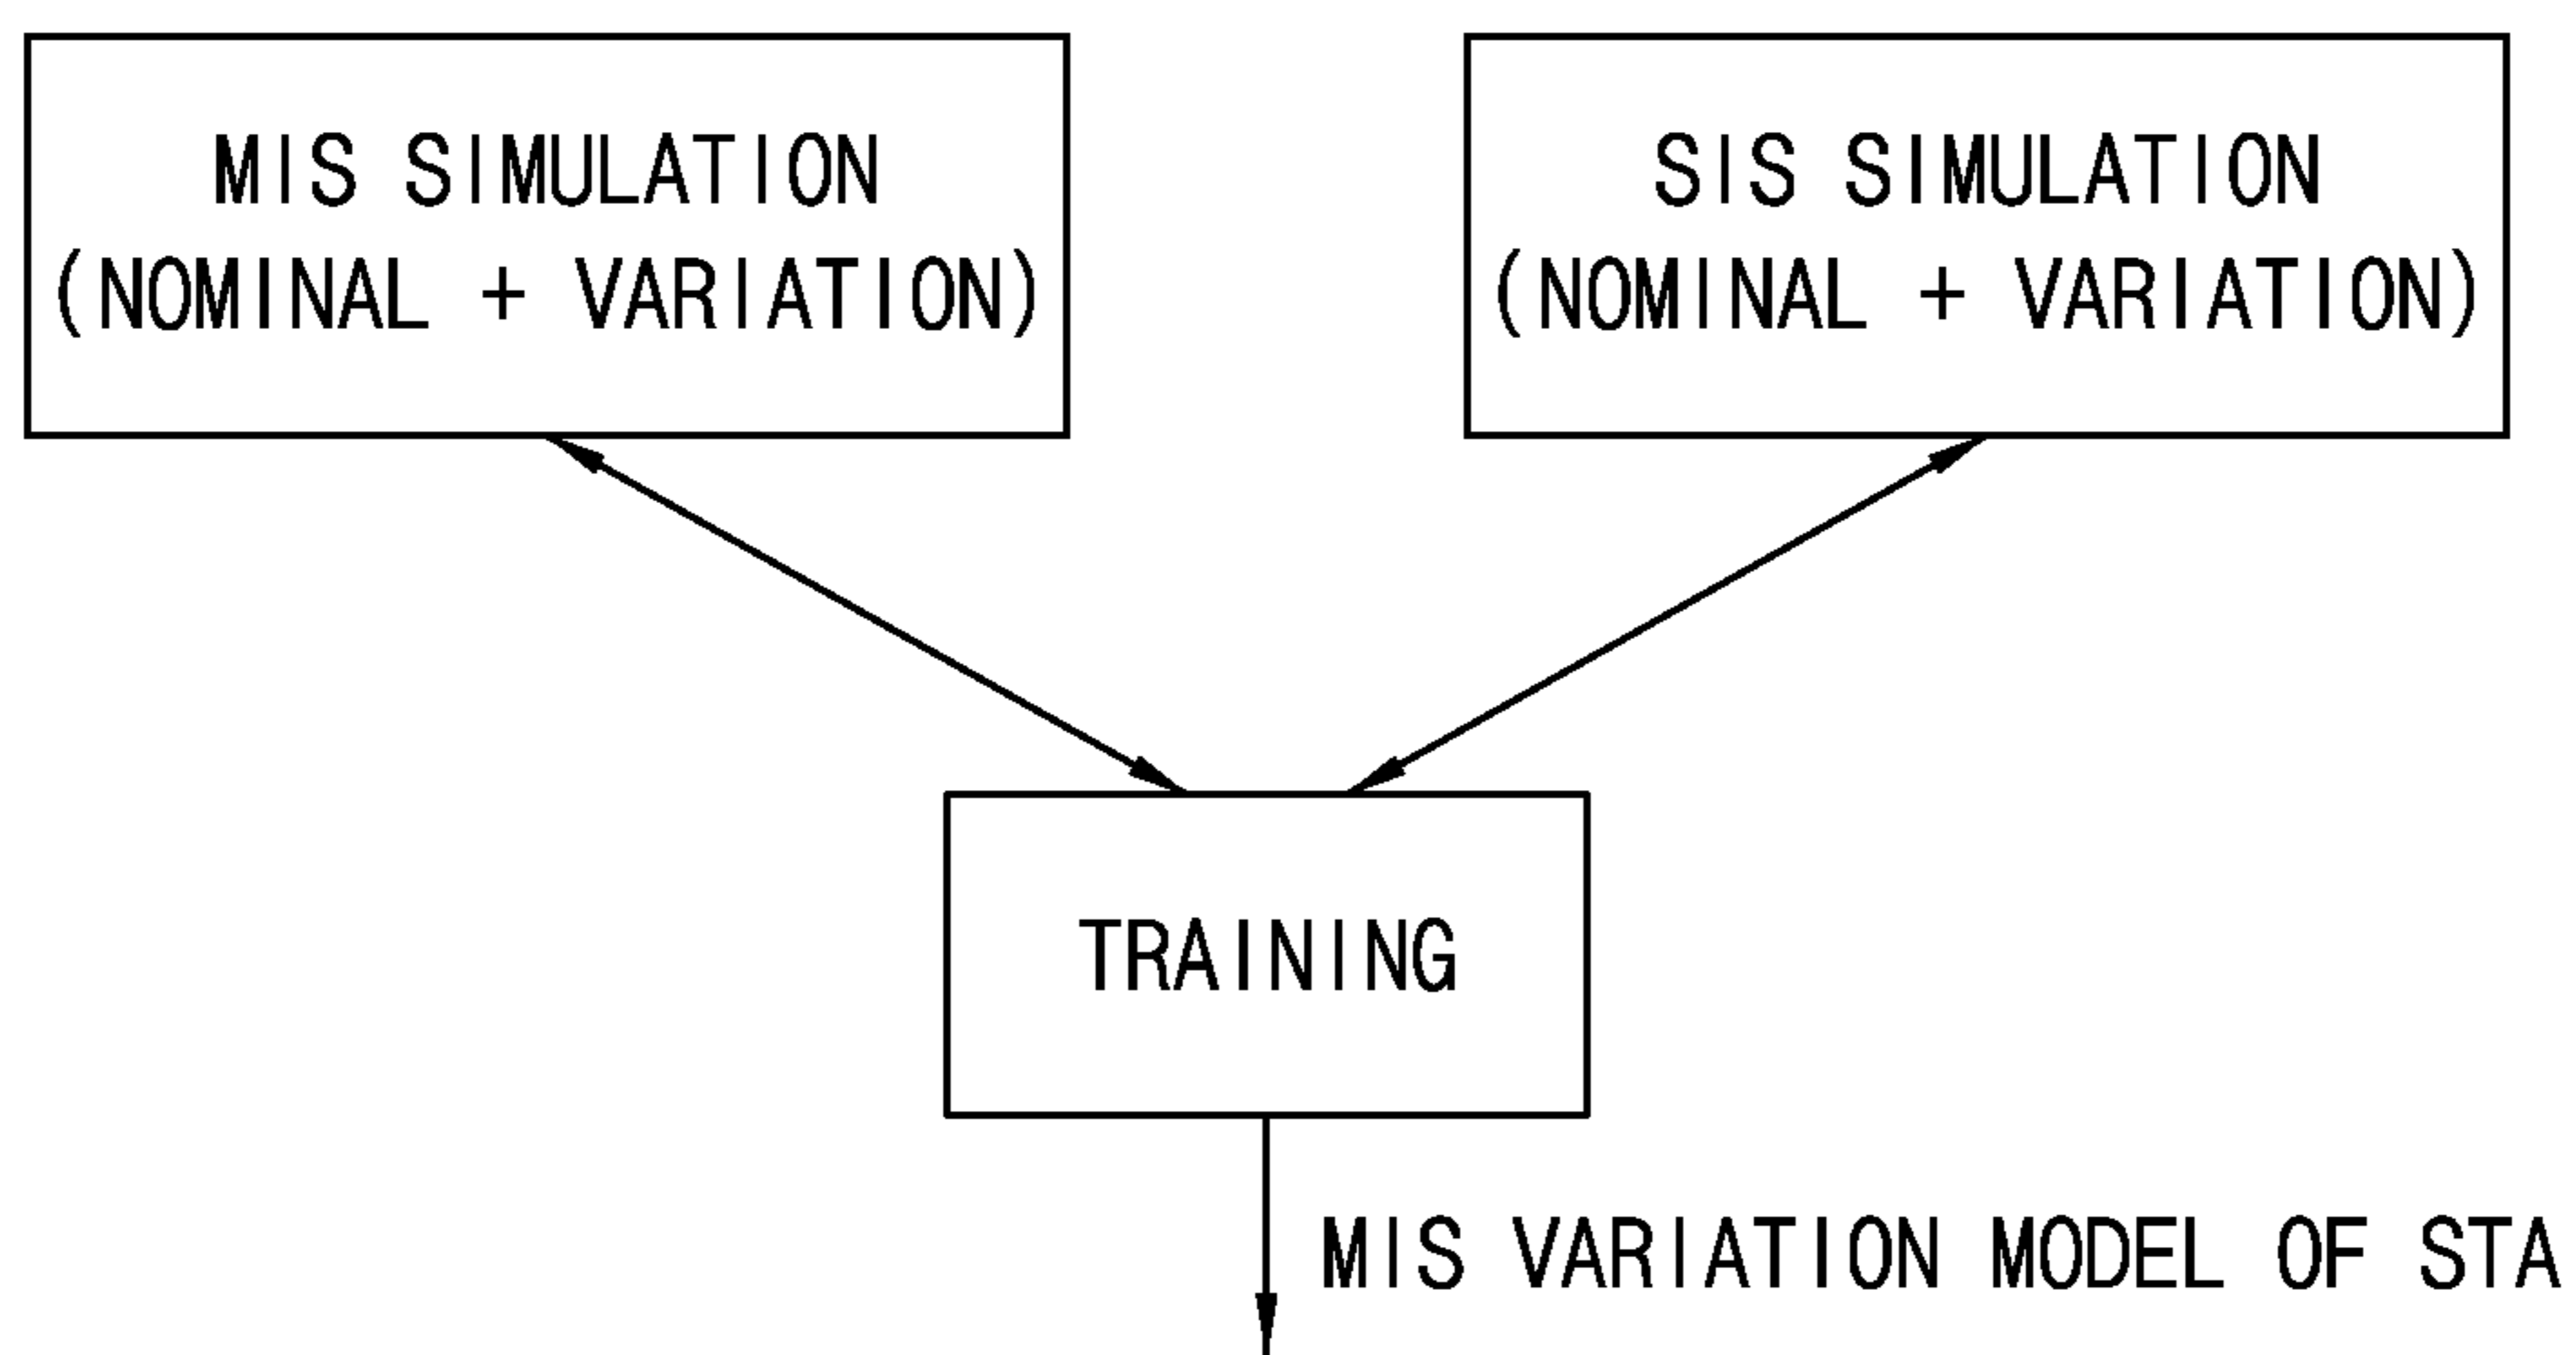 MIS SIMULATION
(NOMINAL + VARIATION)
SIS SIMULATION
(NOMINAL + VARIATION)
TRAINING
MIS VARIATION MODEL OF STA